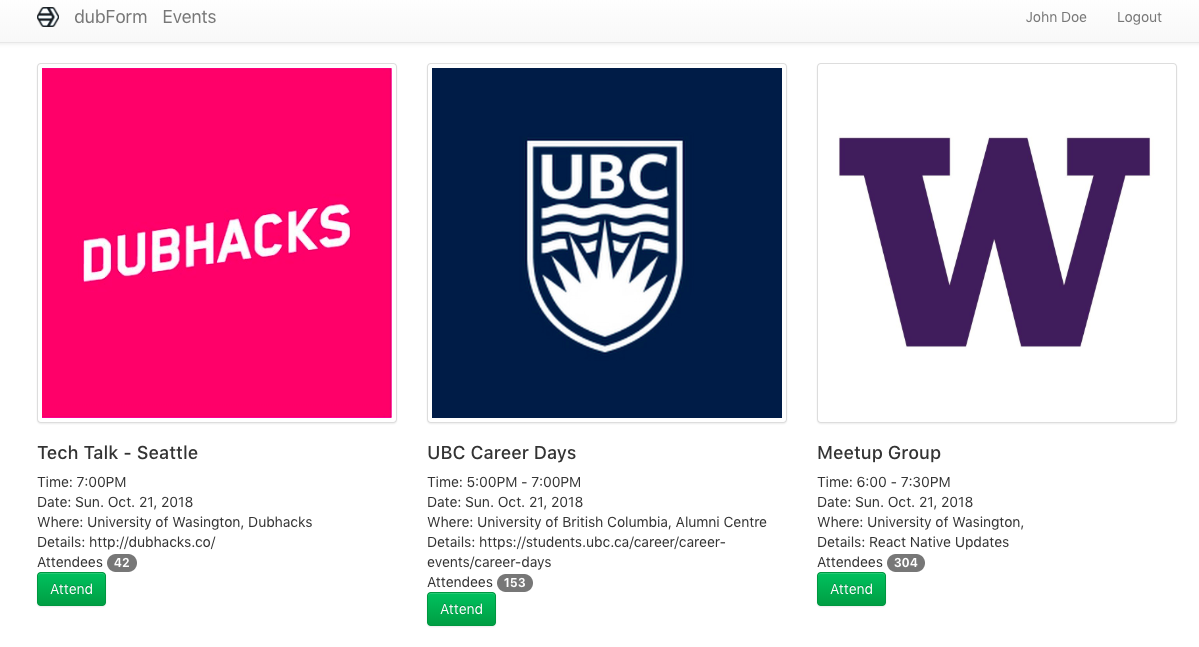 dubForm Events John Doe Logout
DUBHACKS
UBC
W
Tech Talk - Seattle
Time: 7:00PM
Date: Sun. Oct. 21, 2018
Where: University of Wasington, Dubhacks
Details: http://dubhacks.co/
Attendees 42
Attend
UBC Career Days
Time: 5:00PM - 7:00PM
Date: Sun. Oct. 21, 2018
Where: University of British Columbia, Alumni Centre
Details: https://students.ubc.ca/career/career-
events/career-days
Attendees 153
Attend
Meetup Group
Time: 6:00 - 7:30PM
Date: Sun. Oct. 21, 2018
Where: University of Wasington,
Details: React Native Updates
Attendees 304
Attend